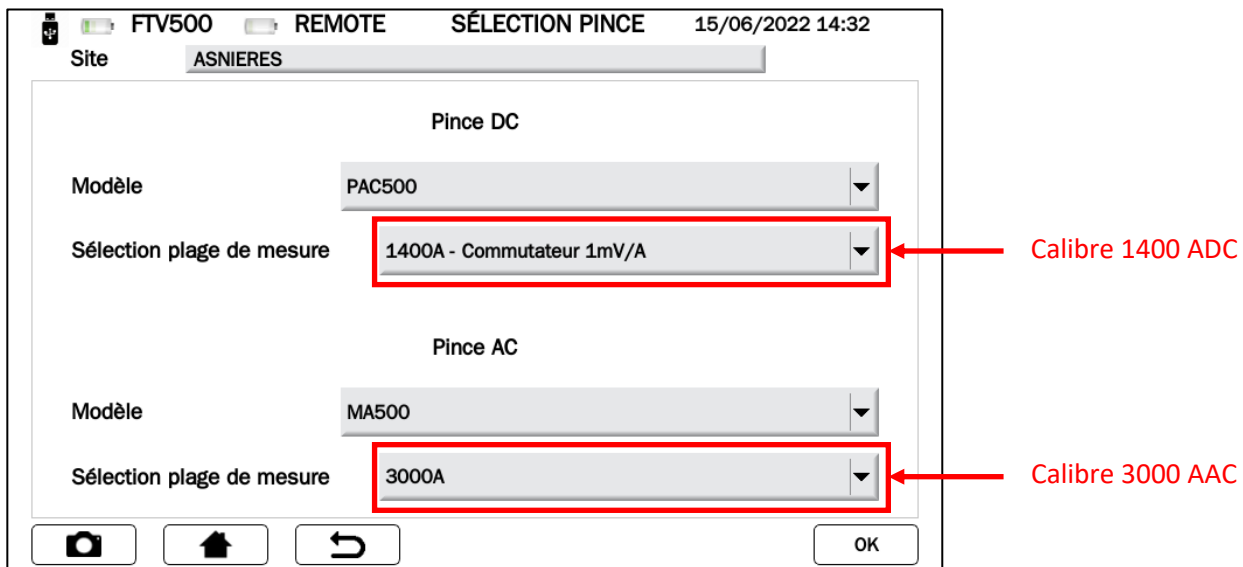 FTV500 REMOTE SÉLECTION PINCE 15/06/2022 14:32
Site ASNIERES
Pince DC
Modèle PAC500
Sélection plage de mesure 1400A - Commutateur 1mV/A Calibre 1400 ADC
Pince AC
Modèle MA500
Sélection plage de mesure 3000A Calibre 3000 AAC
OK